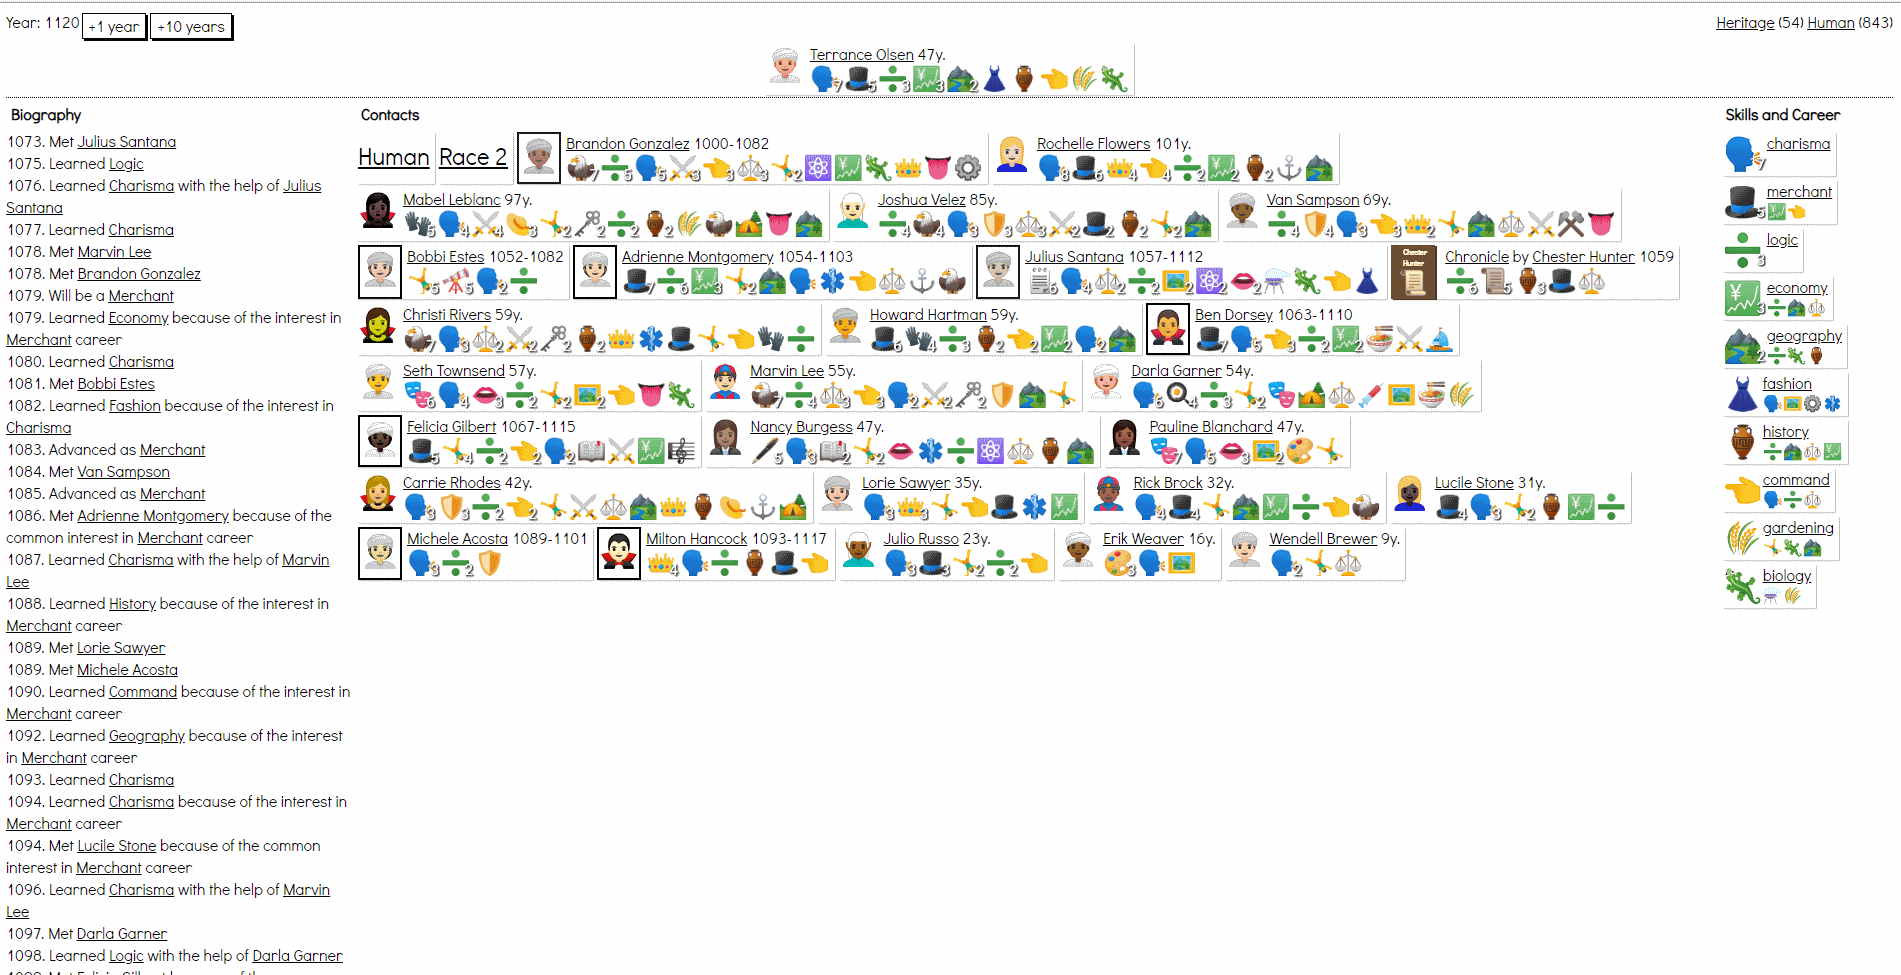 Year: 1120 +1 year +10 years Heritage (54) Human (843)
Terrance Olsen 47y.
7 5 3 3 2
Biography
1073. Met Julius Santana
1075. Learned Logic
1076. Learned Charisma with the help of Julius
Santana
1077. Learned Charisma
1078. Met Marvin Lee
1078. Met Brandon Gonzalez
1079. Will be a Merchant
1079. Learned Economy because of the interest in
Merchant career
1080. Learned Charisma
1081. Met Bobbi Estes
1082. Learned Fashion because of the interest in
Charisma
1083. Advanced as Merchant
1084. Met Van Sampson
1085. Advanced as Merchant
1086. Met Adrienne Montgomery because of the
common interest in Merchant career
1087. Learned Charisma with the help of Marvin
Lee
1088. Learned History because of the interest in
Merchant career
1089. Met Lorie Sawyer
1089. Met Michele Acosta
1090. Learned Command because of the interest in
Merchant career
1092. Learned Geography because of the interest
in Merchant career
1093. Learned Charisma
1094. Learned Charisma because of the interest in
Merchant career
1094. Met Lucile Stone because of the common
interest in Merchant career
1096. Learned Charisma with the help of Marvin
Lee
1097. Met Darla Garner
1098. Learned Logic with the help of Darla Garner
Contacts
Human Race 2 Brandon Gonzalez 1000-1082 Rochelle Flowers 101y.
Mabel Leblanc 97y. Joshua Velez 85y. Van Sampson 69y.
Bobbi Estes 1052-1082 Adrienne Montgomery 1054-1103 Julius Santana 1057-1112 Chester Hunter Chronicle by Chester Hunter 1059
Christi Rivers 59y. Howard Hartman 59y. Ben Dorsey 1063-1110
Seth Townsend 57y. Marvin Lee 55y. Darla Garner 54y.
Felicia Gilbert 1067-1115 Nancy Burgess 47y. Pauline Blanchard 47y.
Carrie Rhodes 42y. Lorie Sawyer 35y. Rick Brock 32y. Lucile Stone 31y.
Michele Acosta 1089-1101 Milton Hancock 1093-1117 Julio Russo 23y. Erik Weaver 16y. Wendell Brewer 9y.
Skills and Career
charisma
7
merchant
5
logic
3
economy
3
geography
2
fashion
history
command
gardening
biology